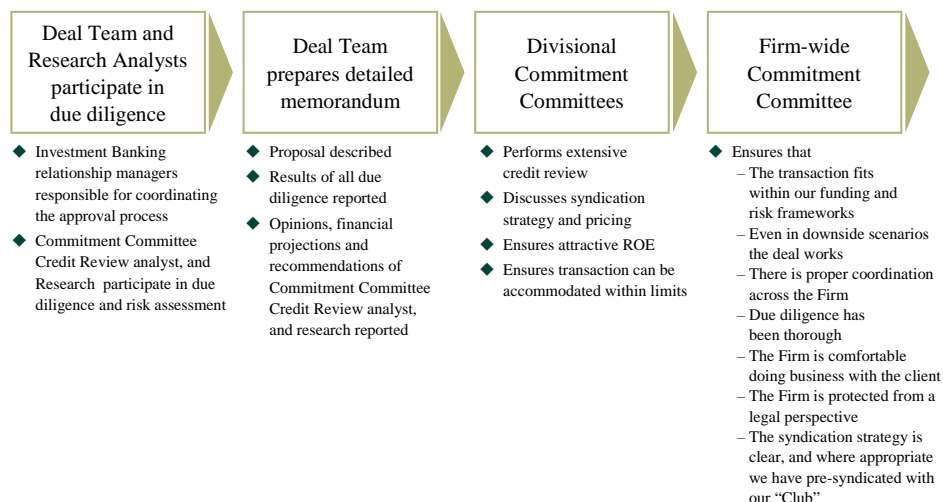 Deal Team and
Research Analysts
participate in
due diligence
◆ Investment Banking
relationship managers
responsible for coordinating
the approval process
◆ Commitment Committee
Credit Review analyst, and
Research participate in due
diligence and risk assessment
Deal Team
prepares detailed
memorandum
◆ Proposal described
◆ Results of all due
diligence reported
◆ Opinions, financial
projections and
recommendations of
Commitment Committee
Credit Review analyst,
and research reported
Divisional
Commitment
Committees
◆ Performs extensive
credit review
◆ Discusses syndication
strategy and pricing
◆ Ensures attractive ROE
◆ Ensures transaction can be
accommodated within limits
Firm-wide
Commitment
Committee
◆ Ensures that
– The transaction fits
within our funding and
risk frameworks
– Even in downside scenarios
the deal works
– There is proper coordination
across the Firm
– Due diligence has
been thorough
– The Firm is comfortable
doing business with the client
– The Firm is protected from a
legal perspective
– The syndication strategy is
clear, and where appropriate
we have pre-syndicated with
our “Club”